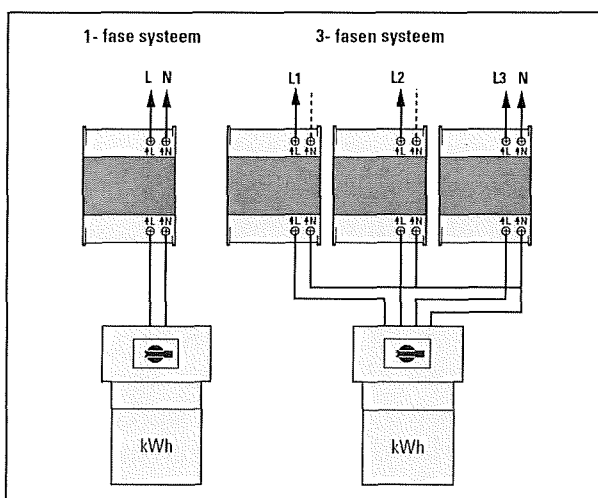 1- fase systeem 3- fasen systeem
L N L1 L2 L3 N
L N L N L N L N
L N L N L N L N
kWh kWh